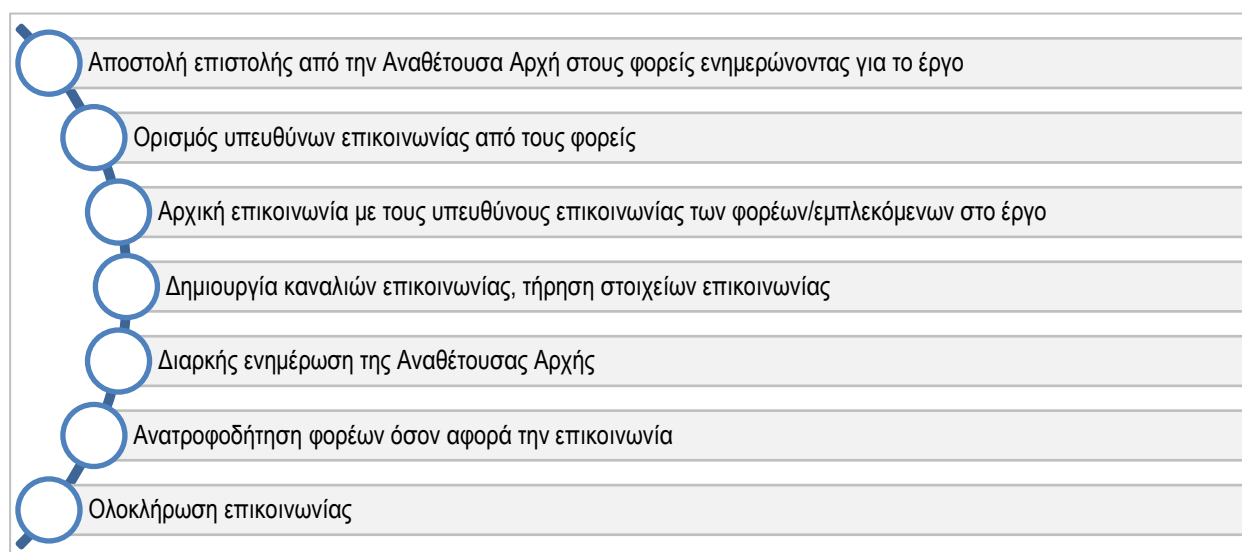 Αποστολή επιστολής από την Αναθέτουσα Αρχή στους φορείς ενημερώνοντας για το έργο
Ορισμός υπευθύνων επικοινωνίας από τους φορείς
Αρχική επικοινωνία με τους υπευθύνους επικοινωνίας των φορέων/εμπλεκόμενων στο έργο
Δημιουργία καναλιών επικοινωνίας, τήρηση στοιχείων επικοινωνίας
Διαρκής ενημέρωση της Αναθέτουσας Αρχής
Ανατροφοδήτηση φορέων όσον αφορά την επικοινωνία
Ολοκλήρωση επικοινωνίας